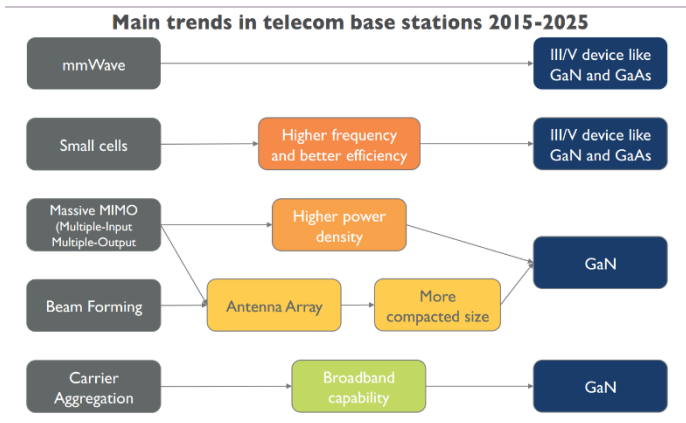 Main trends in telecom base stations 2015-2025
mmWave
III/V device like
GaN and GaAs
Small cells
Higher frequency
and better efficiency
III/V device like
GaN and GaAs
Massive MIMO
(Multiple-Input
Multiple-Output
Higher power
density
GaN
Beam Forming
Antenna Array
More
compacted size
Carrier
Aggregation
Broadband
capability
GaN